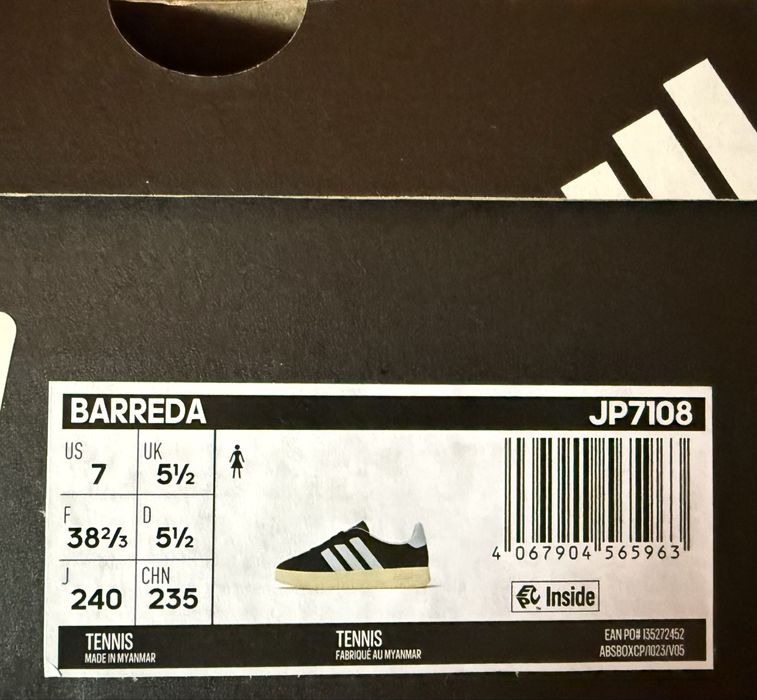 BARREDA JP7108
US 7 UK 5½
F 38⅔ D 5½
J 240 CHN 235
4 067904 565963
Inside
TENNIS
MADE IN MYANMAR
TENNIS
FABRIQUÉ AU MYANMAR
EAN PO# 135272452
ABSBOXCP/1023/V05